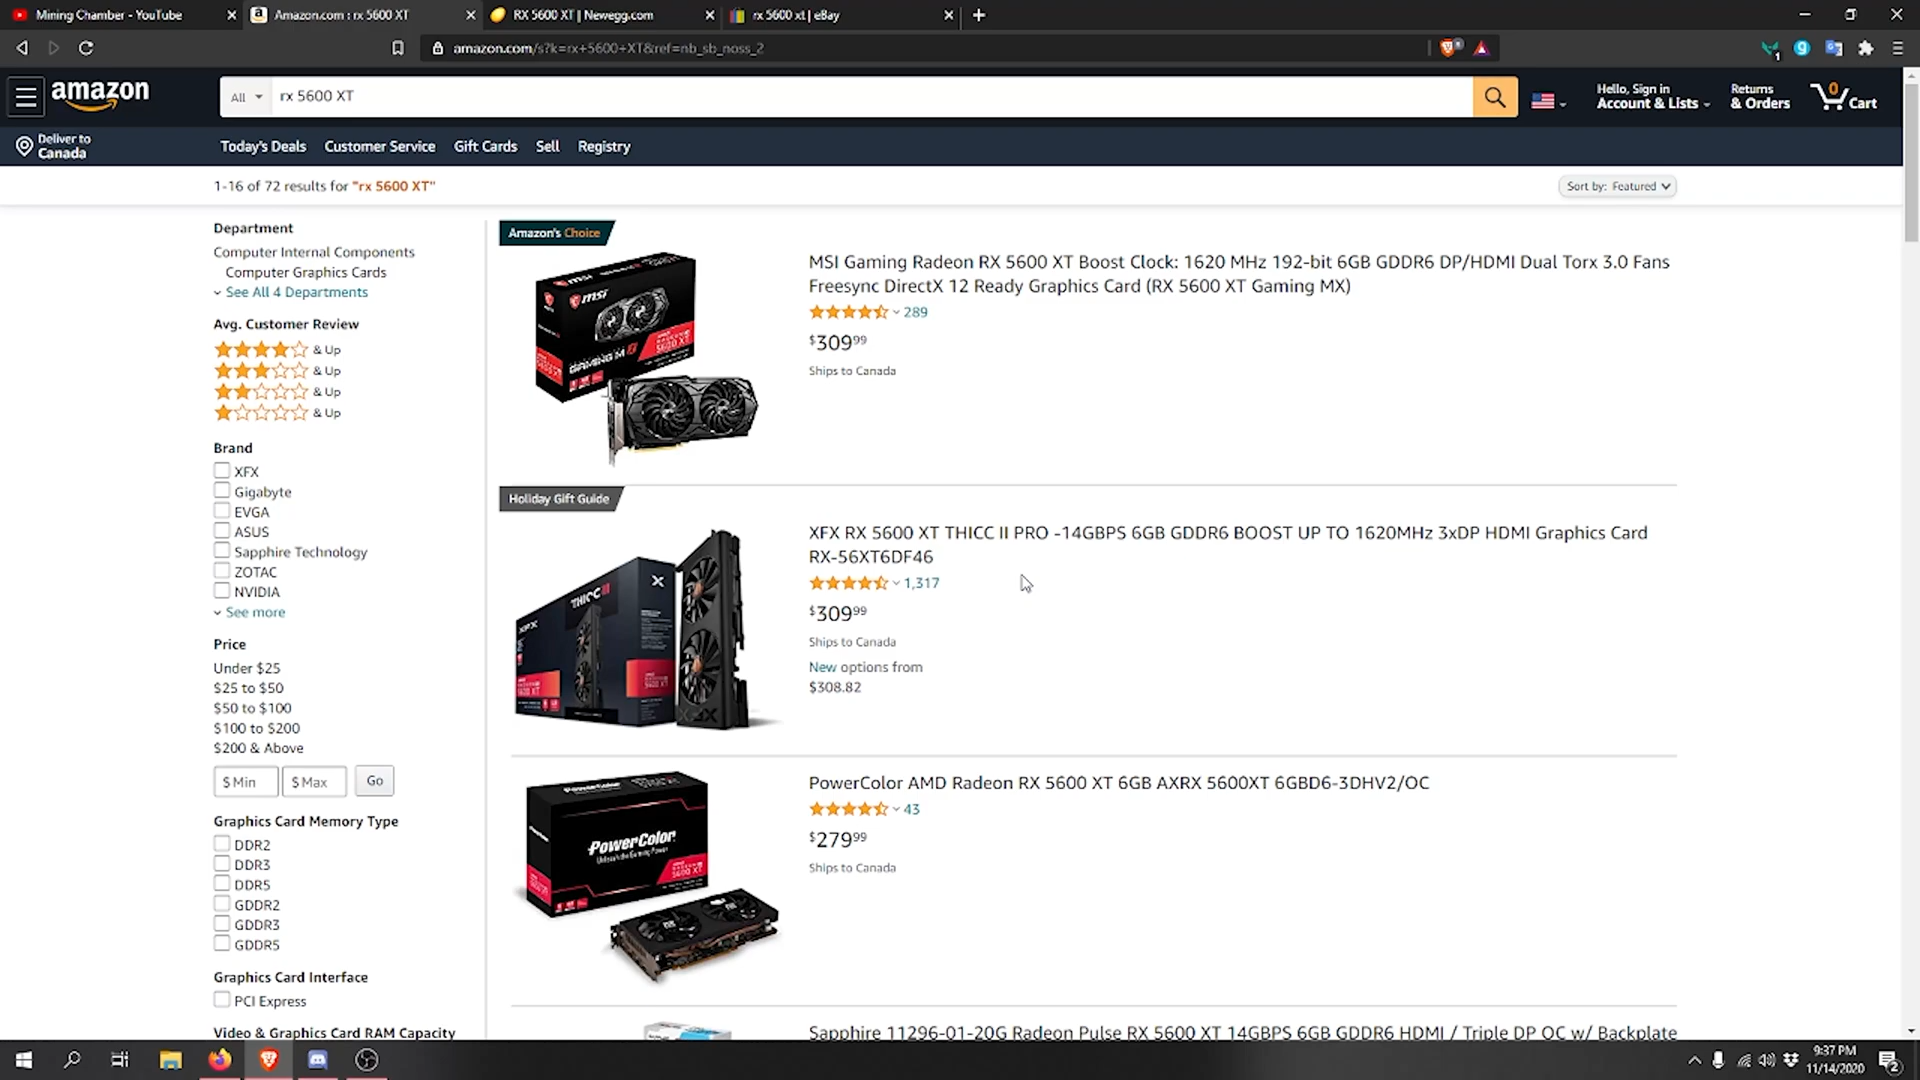 Mining Chamber - YouTube
Amazon.com : rx 5600 XT
RX 5600 XT | Newegg.com
rx 5600 xt | eBay
amazon.com/s?k=rx+5600+XT&ref=nb_sb_noss_2
amazon
All
rx 5600 XT
Hello, Sign in
Account & Lists
Returns
& Orders
0
Cart
Deliver to
Canada
Today's Deals
Customer Service
Gift Cards
Sell
Registry
1-16 of 72 results for "rx 5600 XT"
Sort by: Featured
Department
Computer Internal Components
Computer Graphics Cards
See All 4 Departments
Avg. Customer Review
& Up
& Up
& Up
& Up
Brand
XFX
Gigabyte
EVGA
ASUS
Sapphire Technology
ZOTAC
NVIDIA
See more
Price
Under $25
$25 to $50
$50 to $100
$100 to $200
$200 & Above
$ Min
$ Max
Go
Graphics Card Memory Type
DDR2
DDR3
DDR5
GDDR2
GDDR3
GDDR5
Graphics Card Interface
PCI Express
Video & Graphics Card RAM Capacity
Amazon's Choice
msi
MSI Gaming Radeon RX 5600 XT Boost Clock: 1620 MHz 192-bit 6GB GDDR6 DP/HDMI Dual Torx 3.0 Fans
Freesync DirectX 12 Ready Graphics Card (RX 5600 XT Gaming MX)
289
$309.99
Ships to Canada
Holiday Gift Guide
THICC II
XFX
XFX RX 5600 XT THICC II PRO -14GBPS 6GB GDDR6 BOOST UP TO 1620MHz 3xDP HDMI Graphics Card
RX-56XT6DF46
1,317
$309.99
Ships to Canada
New options from
$308.82
PowerColor
PowerColor AMD Radeon RX 5600 XT 6GB AXRX 5600XT 6GBD6-3DHV2/OC
43
$279.99
Ships to Canada
Sapphire 11296-01-20G Radeon Pulse RX 5600 XT 14GBPS 6GB GDDR6 HDMI / Triple DP OC w/ Backplate
9:37 PM
11/14/2020
2